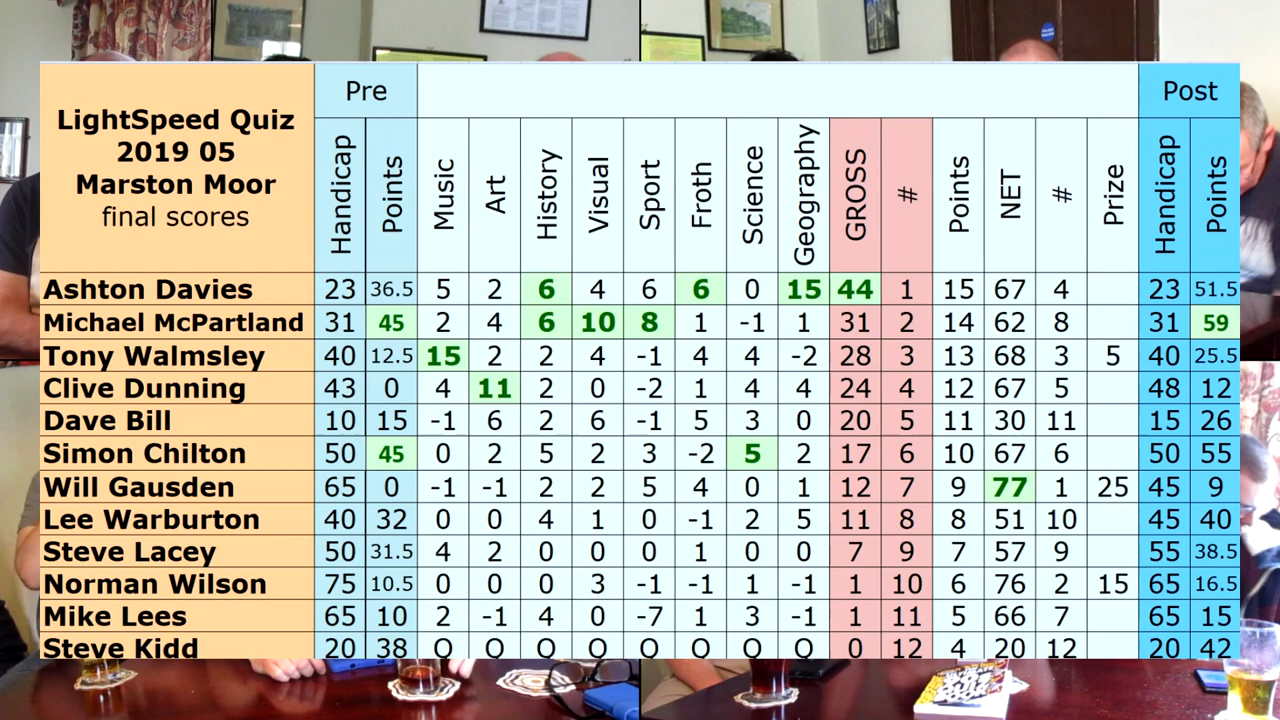 LightSpeed Quiz
2019 05
Marston Moor
final scores
Pre Post
Handicap Points Music Art History Visual Sport Froth Science Geography GROSS # Points NET # Prize Handicap Points
Ashton Davies 23 36.5 5 2 6 4 6 6 0 15 44 1 15 67 4 23 51.5
Michael McPartland 31 45 2 4 6 10 8 1 -1 1 31 2 14 62 8 31 59
Tony Walmsley 40 12.5 15 2 2 4 -1 4 4 -2 28 3 13 68 3 5 40 25.5
Clive Dunning 43 0 4 11 2 0 -2 1 4 4 24 4 12 67 5 48 12
Dave Bill 10 15 -1 6 2 6 -1 5 3 0 20 5 11 30 11 15 26
Simon Chilton 50 45 0 2 5 2 3 -2 5 2 17 6 10 67 6 50 55
Will Gausden 65 0 -1 -1 2 2 5 4 0 1 12 7 9 77 1 25 45 9
Lee Warburton 40 32 0 0 4 1 0 -1 2 5 11 8 8 51 10 45 40
Steve Lacey 50 31.5 4 2 0 0 0 1 0 0 7 9 7 57 9 55 38.5
Norman Wilson 75 10.5 0 0 0 3 -1 -1 1 -1 1 10 6 76 2 15 65 16.5
Mike Lees 65 10 2 -1 4 0 -7 1 3 -1 1 11 5 66 7 65 15
Steve Kidd 20 38 Q Q Q Q Q Q Q Q 0 12 4 20 12 20 42